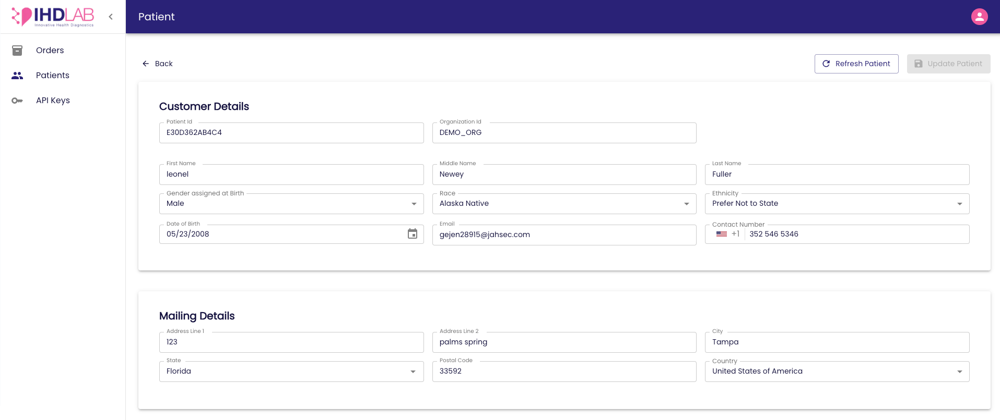 IHDLAB
Innovative Health Diagnostics
Patient
Orders
Patients
API Keys
Back
Refresh Patient
Update Patient
Customer Details
Patient Id
E30D362AB4C4
Organization Id
DEMO_ORG
First Name
leonel
Middle Name
Newey
Last Name
Fuller
Gender assigned at Birth
Male
Race
Alaska Native
Ethnicity
Prefer Not to State
Date of Birth
05/23/2008
Email
gejen28915@jahsec.com
Contact Number
+1 352 546 5346
Mailing Details
Address Line 1
123
Address Line 2
palms spring
City
Tampa
State
Florida
Postal Code
33592
Country
United States of America